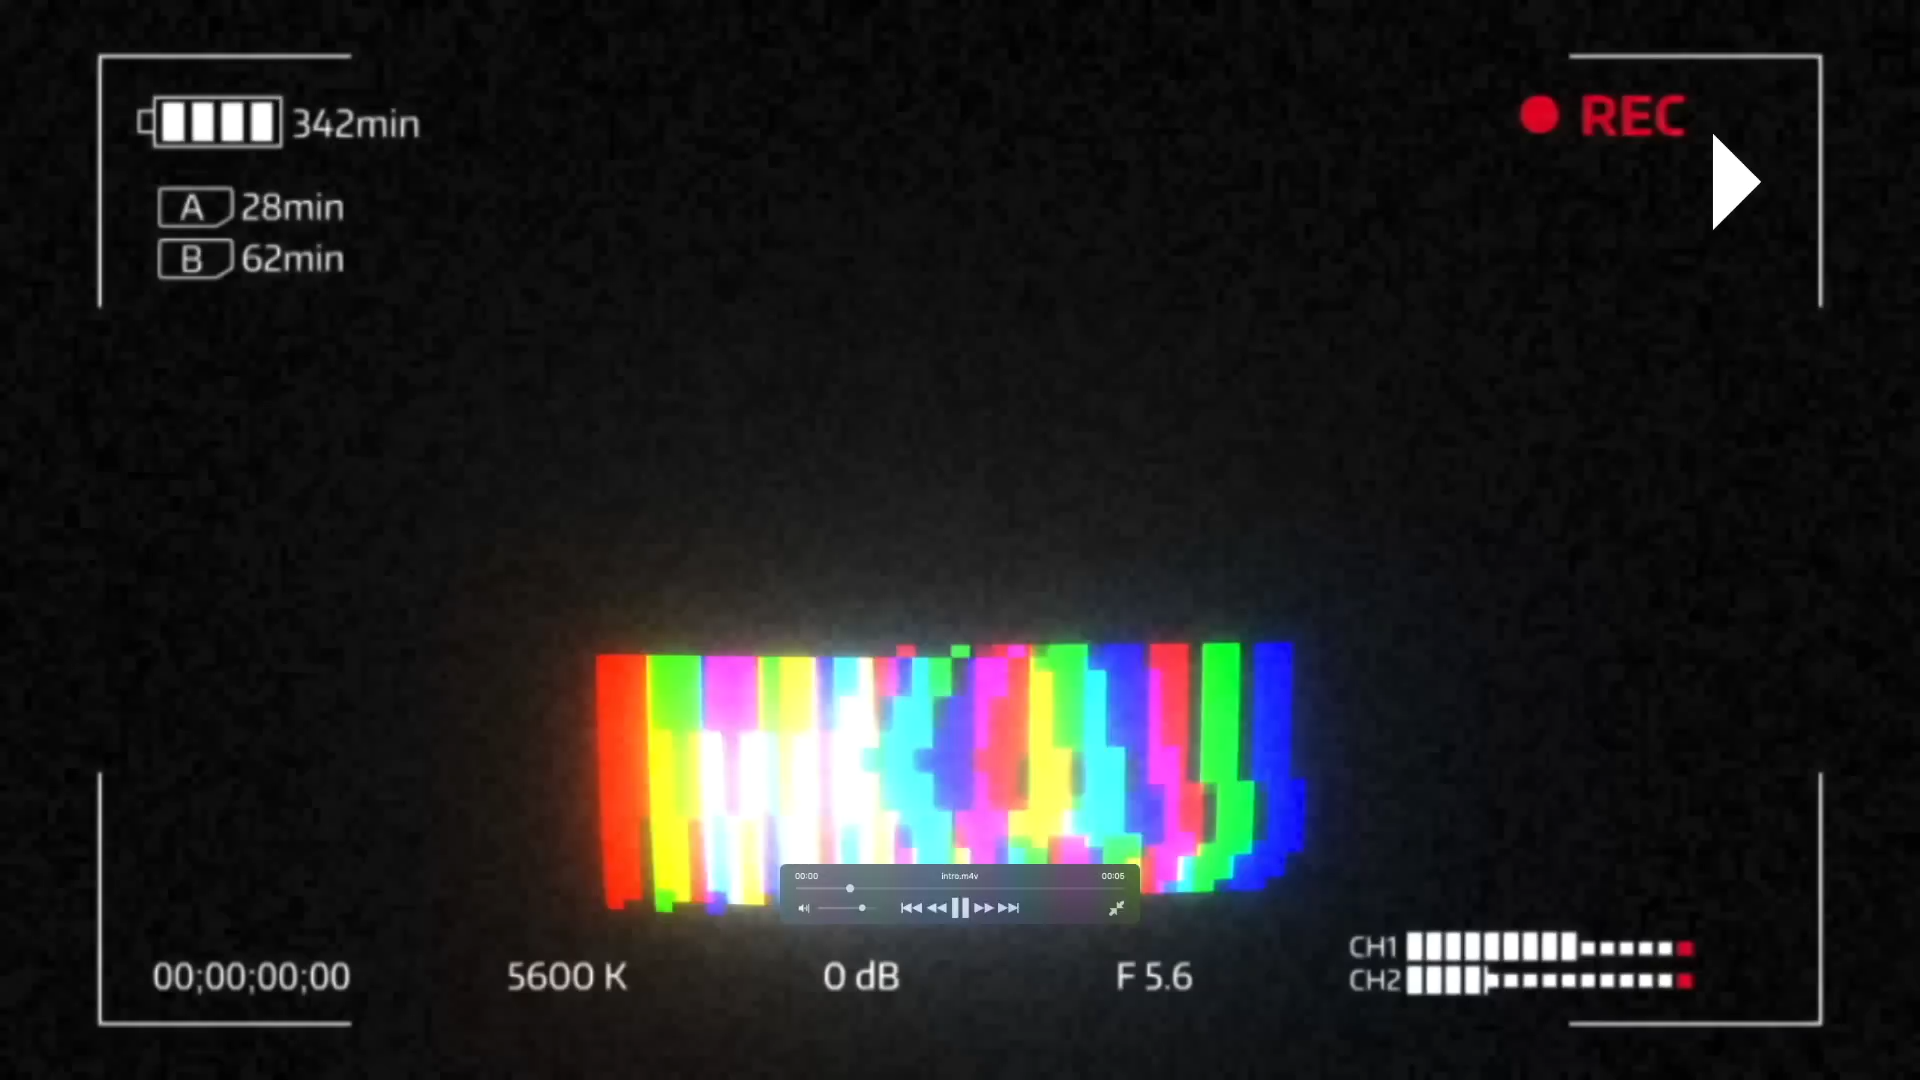 342min
REC
A 28min
B 62min
00:00 intro.m4v 00:05
CH1
00;00;00;00 5600 K 0 dB F 5.6
CH2